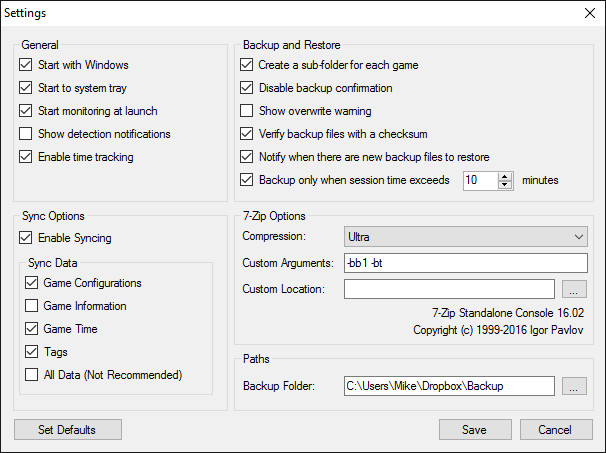 Settings
General
Start with Windows
Start to system tray
Start monitoring at launch
Show detection notifications
Enable time tracking
Backup and Restore
Create a sub-folder for each game
Disable backup confirmation
Show overwrite warning
Verify backup files with a checksum
Notify when there are new backup files to restore
Backup only when session time exceeds 10 minutes
Sync Options
Enable Syncing
Sync Data
Game Configurations
Game Information
Game Time
Tags
All Data (Not Recommended)
7-Zip Options
Compression: Ultra
Custom Arguments: -bb1 -bt
Custom Location: ...
7-Zip Standalone Console 16.02
Copyright (c) 1999-2016 Igor Pavlov
Paths
Backup Folder: C:\Users\Mike\Dropbox\Backup ...
Set Defaults Save Cancel